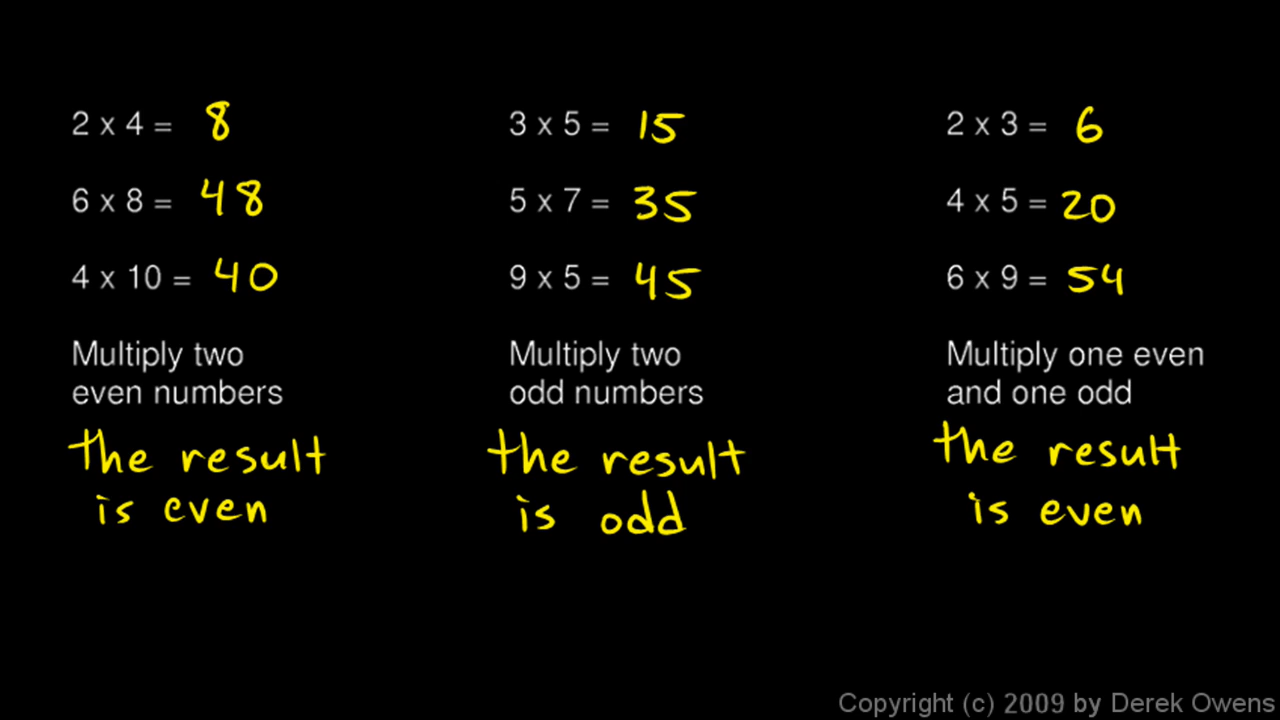 2 x 4 = 8
6 x 8 = 48
4 x 10 = 40
Multiply two
even numbers
the result
is even
3 x 5 = 15
5 x 7 = 35
9 x 5 = 45
Multiply two
odd numbers
the result
is odd
2 x 3 = 6
4 x 5 = 20
6 x 9 = 54
Multiply one even
and one odd
the result
is even
Copyright (c) 2009 by Derek Owens